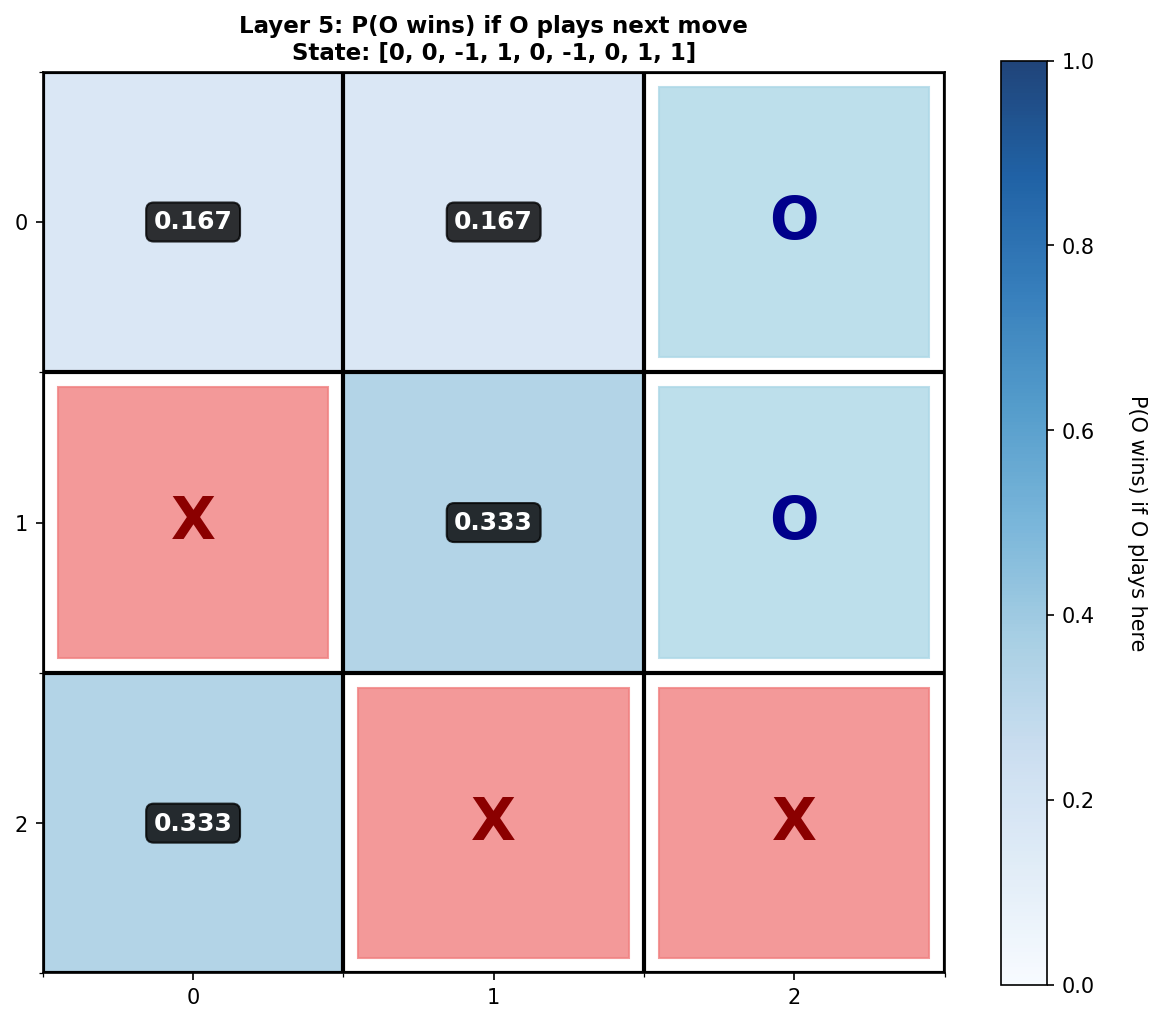 Layer 5: P(O wins) if O plays next move
State: [0, 0, -1, 1, 0, -1, 0, 1, 1]
0
0.167
0.167
O
1
X
0.333
O
2
0.333
X
X
0
1
2
1.0
0.8
0.6
0.4
0.2
0.0
P(O wins) if O plays here